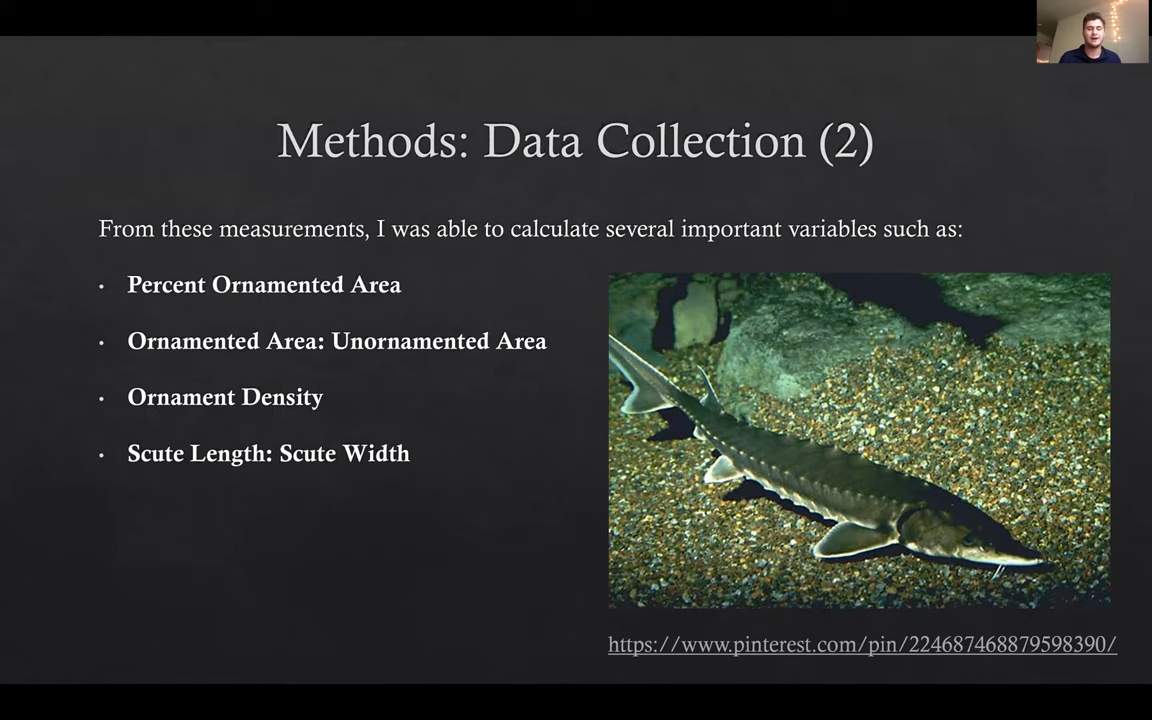 Methods: Data Collection (2)
From these measurements, I was able to calculate several important variables such as:
• Percent Ornamented Area
• Ornamented Area: Unornamented Area
• Ornament Density
• Scute Length: Scute Width
https://www.pinterest.com/pin/224687468879598390/